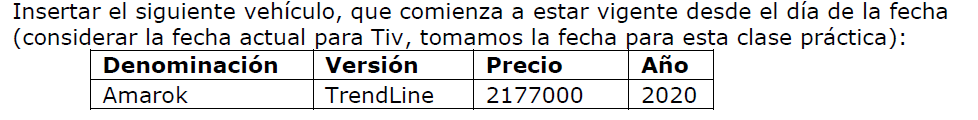 Insertar el siguiente vehículo, que comienza a estar vigente desde el día de la fecha
(considerar la fecha actual para Tiv, tomamos la fecha para esta clase práctica):
Denominación Versión Precio Año
Amarok TrendLine 2177000 2020